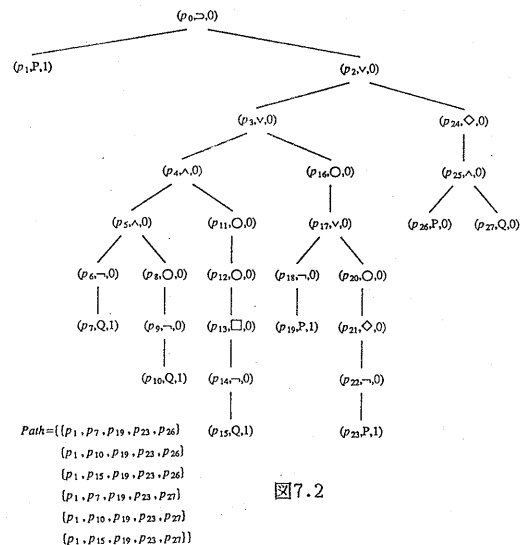 (p₀,⊃,0)
(p₁,P,1) (p₂,∨,0)
(p₃,∨,0) (p₂₄,◇,0)
(p₄,∧,0) (p₁₆,○,0) (p₂₅,∧,0)
(p₅,∧,0) (p₁₁,○,0) (p₁₇,∨,0) (p₂₆,P,0) (p₂₇,Q,0)
(p₆,¬,0) (p₈,○,0) (p₁₂,○,0) (p₁₈,¬,0) (p₂₀,○,0)
(p₇,Q,1) (p₉,¬,0) (p₁₃,□,0) (p₁₉,P,1) (p₂₁,◇,0)
(p₁₀,Q,1) (p₁₄,¬,0) (p₂₂,¬,0)
(p₁₅,Q,1) (p₂₃,P,1)
Path={{p₁,p₇,p₁₉,p₂₃,p₂₆}
{p₁,p₁₀,p₁₉,p₂₃,p₂₆}
{p₁,p₁₅,p₁₉,p₂₃,p₂₆}
{p₁,p₇,p₁₉,p₂₃,p₂₇}
{p₁,p₁₀,p₁₉,p₂₃,p₂₇}
{p₁,p₁₅,p₁₉,p₂₃,p₂₇}}
図7.2